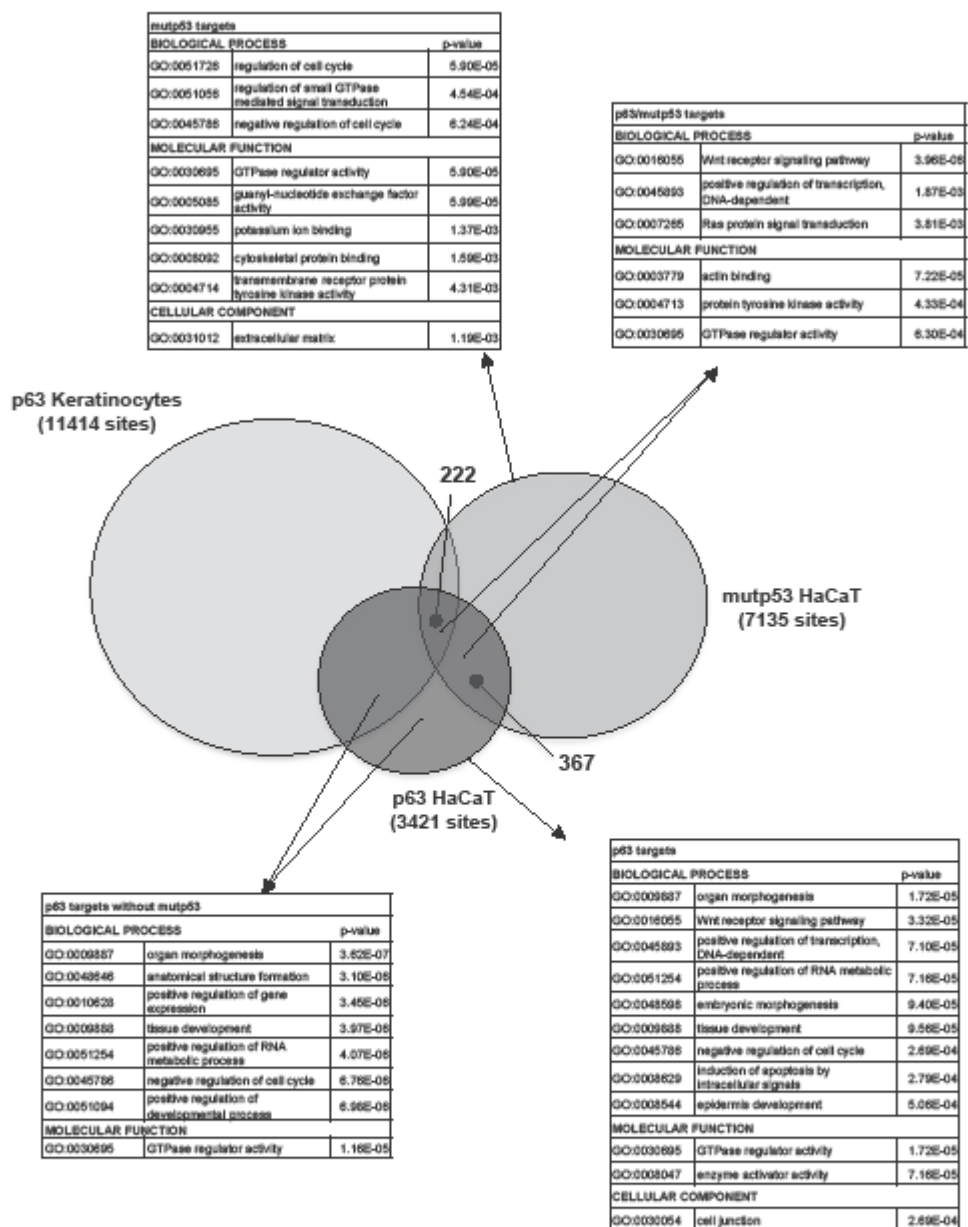 mutp53 targets
BIOLOGICAL PROCESS p-value
GO:0051726 regulation of cell cycle 5.90E-05
GO:0051056 regulation of small GTPase
mediated signal transduction 4.54E-04
GO:0045786 negative regulation of cell cycle 6.24E-04
MOLECULAR FUNCTION
GO:0030695 GTPase regulator activity 5.90E-05
GO:0005085 guanyl-nucleotide exchange factor
activity 5.99E-05
GO:0030955 potassium ion binding 1.37E-03
GO:0008092 cytoskeletal protein binding 1.59E-03
GO:0004714 transmembrane receptor protein
tyrosine kinase activity 4.31E-03
CELLULAR COMPONENT
GO:0031012 extracellular matrix 1.19E-03
p63/mutp53 targets
BIOLOGICAL PROCESS p-value
GO:0016055 Wnt receptor signaling pathway 3.96E-06
GO:0045893 positive regulation of transcription,
DNA-dependent 1.87E-03
GO:0007265 Ras protein signal transduction 3.81E-03
MOLECULAR FUNCTION
GO:0003779 actin binding 7.22E-05
GO:0004713 protein tyrosine kinase activity 4.33E-04
GO:0030695 GTPase regulator activity 6.30E-04
p63 Keratinocytes
(11414 sites)
222
mutp53 HaCaT
(7135 sites)
367
p63 HaCaT
(3421 sites)
p63 targets without mutp53
BIOLOGICAL PROCESS p-value
GO:0009887 organ morphogenesis 3.62E-07
GO:0048646 anatomical structure formation 3.10E-06
GO:0010628 positive regulation of gene
expression 3.45E-06
GO:0009888 tissue development 3.97E-06
GO:0051254 positive regulation of RNA
metabolic process 4.07E-06
GO:0045786 negative regulation of cell cycle 6.76E-06
GO:0051094 positive regulation of
developmental process 6.98E-06
MOLECULAR FUNCTION
GO:0030695 GTPase regulator activity 1.16E-05
p63 targets
BIOLOGICAL PROCESS p-value
GO:0009887 organ morphogenesis 1.72E-05
GO:0016055 Wnt receptor signaling pathway 3.32E-05
GO:0045893 positive regulation of transcription,
DNA-dependent 7.10E-05
GO:0051254 positive regulation of RNA metabolic
process 7.16E-05
GO:0048598 embryonic morphogenesis 9.40E-05
GO:0009888 tissue development 9.56E-05
GO:0045786 negative regulation of cell cycle 2.69E-04
GO:0008629 induction of apoptosis by
intracellular signals 2.79E-04
GO:0008544 epidermis development 5.06E-04
MOLECULAR FUNCTION
GO:0030695 GTPase regulator activity 1.72E-05
GO:0008047 enzyme activator activity 7.16E-05
CELLULAR COMPONENT
GO:0030054 cell junction 2.69E-04